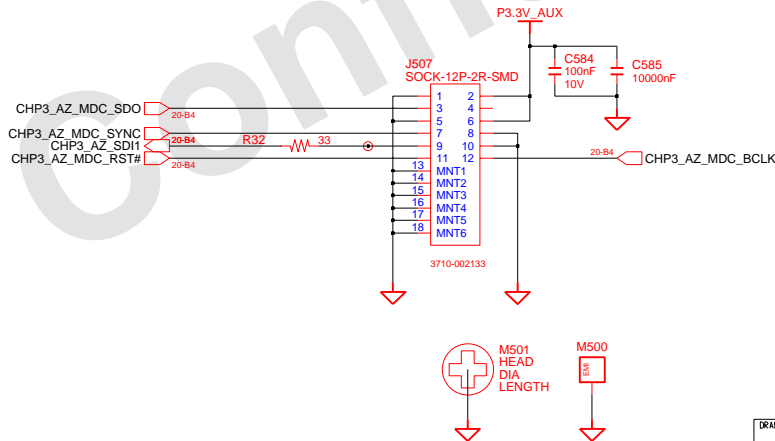 Confi
P3.3V_AUX
J507
SOCK-12P-2R-SMD
C584
100nF
10V
C585
10000nF
1 2
CHP3_AZ_MDC_SDO 20-B4 3 4
5 6
CHP3_AZ_MDC_SYNC 20-B4 7 8
CHP3_AZ_SDI1 R32 33 9 10
CHP3_AZ_MDC_RST# 20-B4 11 12 20-B4 CHP3_AZ_MDC_BCLK
13 MNT1
14 MNT2
15 MNT3
16 MNT4
17 MNT5
18 MNT6
3710-002133
M501
HEAD
DIA
LENGTH
M500
EMI